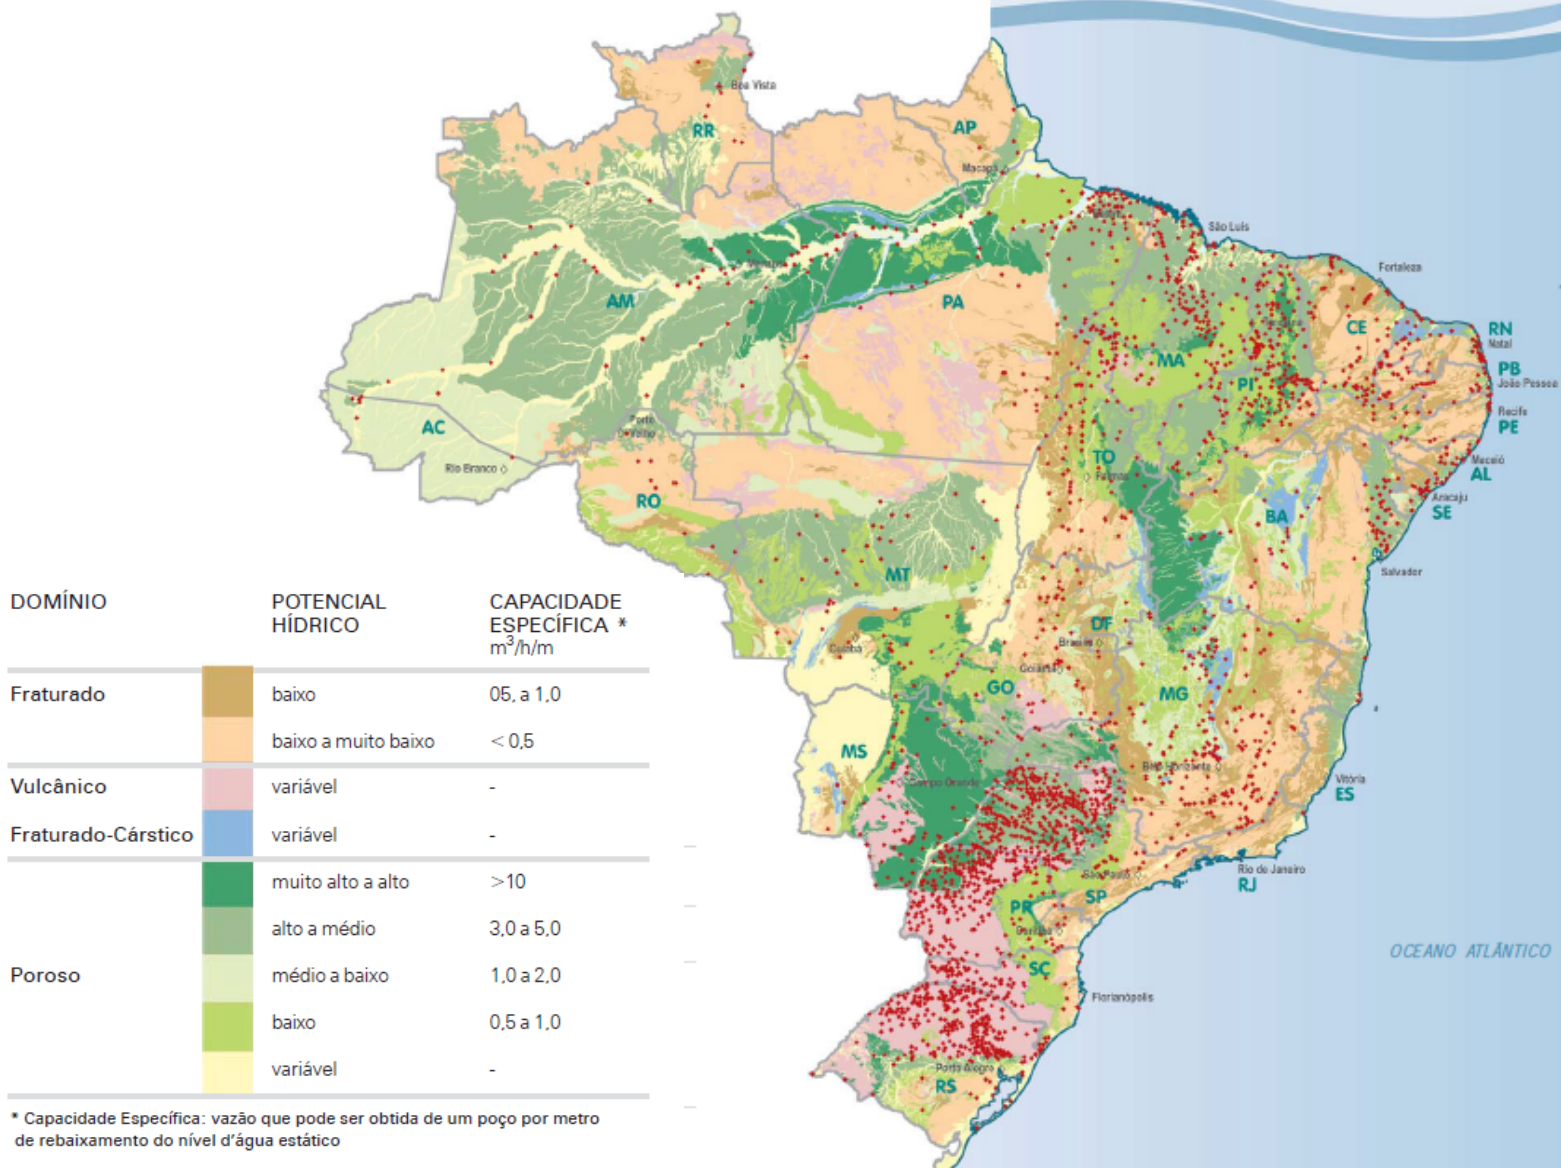 Boa Vista
RR
AP
Macapá
São Luís
Fortaleza
AM
PA
CE
RN
Natal
MA
PB
João Pessoa
PI
Recife
PE
AC
Porto
Velho
TO
Palmas
Maceió
AL
Rio Branco
RO
Aracaju
SE
BA
MT
Salvador
DF
Brasília
Cuiabá
Goiânia
GO
MG
MS
Belo Horizonte
Campo Grande
Vitória
ES
Rio de Janeiro
RJ
São Paulo
SP
PR
Curitiba
OCEANO ATLÂNTICO
SC
Florianópolis
Porto Alegre
RS
DOMÍNIO
POTENCIAL
HÍDRICO
CAPACIDADE
ESPECÍFICA *
m³/h/m
Fraturado
baixo
05, a 1,0
baixo a muito baixo
< 0,5
Vulcânico
variável
-
Fraturado-Cárstico
variável
-
muito alto a alto
>10
alto a médio
3,0 a 5,0
Poroso
médio a baixo
1,0 a 2,0
baixo
0,5 a 1,0
variável
-
* Capacidade Específica: vazão que pode ser obtida de um poço por metro
de rebaixamento do nível d'água estático